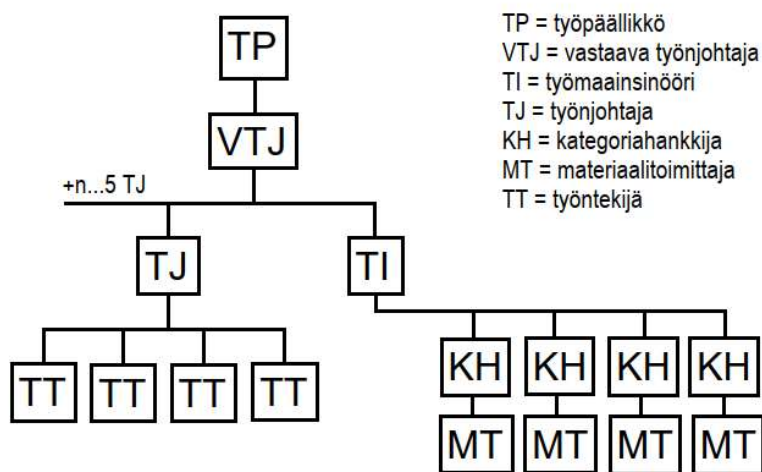 TP
TP = työpäällikkö
VTJ = vastaava työnjohtaja
TI = työmaainsinööri
TJ = työnjohtaja
KH = kategoriahankkija
MT = materiaalitoimittaja
TT = työntekijä
VTJ
+n...5 TJ
TJ
TI
TT TT TT TT
KH KH KH KH
MT MT MT MT